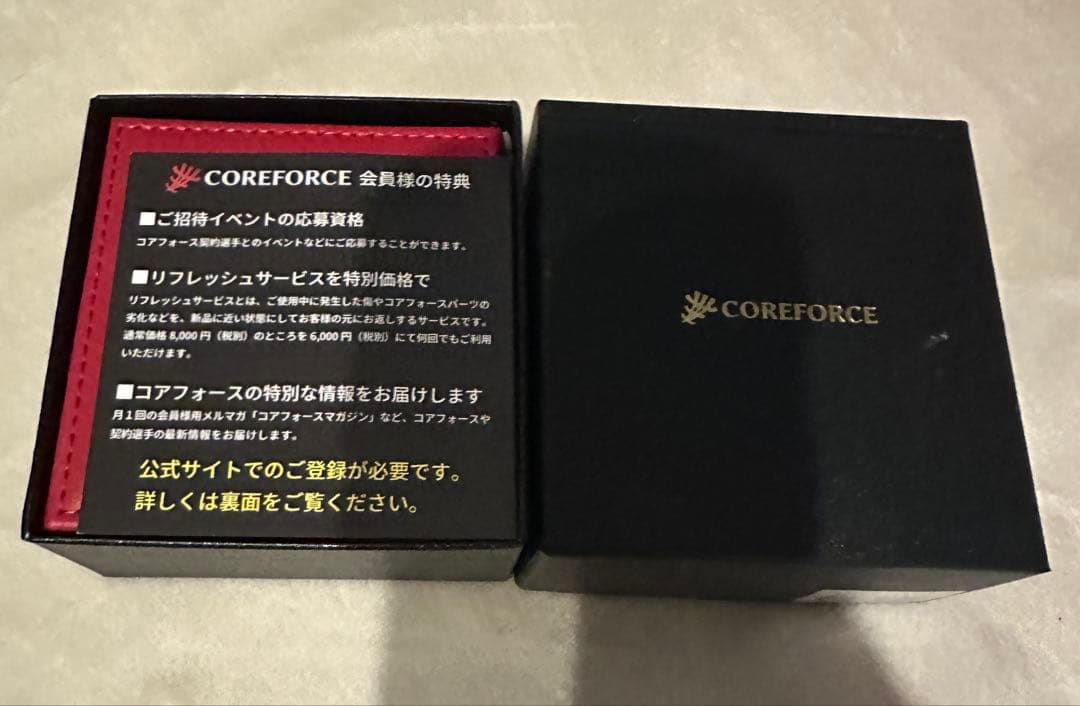 COREFORCE 会員様の特典
■ご招待イベントの応募資格
コアフォース契約選手とのイベントなどにご応募することができます。
■リフレッシュサービスを特別価格で
リフレッシュサービスとは、ご使用中に発生した傷やコアフォースパーツの
劣化などを、新品に近い状態にしてお客様の元にお返しするサービスです。
通常価格 8,000 円（税別）のところを 6,000 円（税別）にて何回でもご利用
いただけます。
■コアフォースの特別な情報をお届けします
月１回の会員様用メルマガ「コアフォースマガジン」など、コアフォースや
契約選手の最新情報をお届けします。
公式サイトでのご登録が必要です。
詳しくは裏面をご覧ください。
COREFORCE